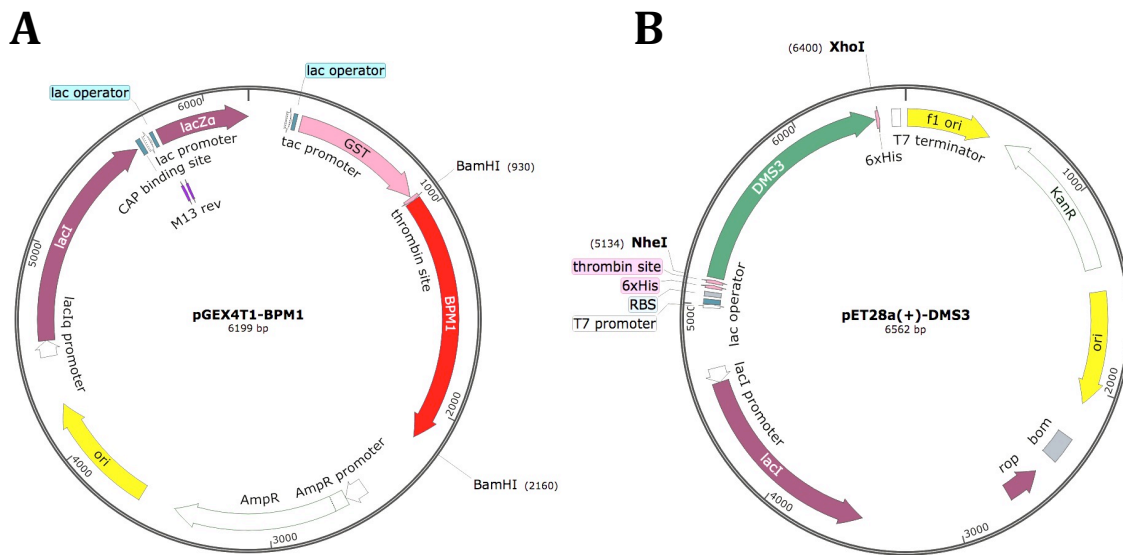 A
lac operator
lac operator
6000
lacZα
lac promoter
CAP binding site
M13 rev
tac promoter
GST
BamHI (930)
1000
thrombin site
lacI
5000
BPM1
pGEX4T1-BPM1
6199 bp
lacIq promoter
2000
ori
4000
AmpR
AmpR promoter
BamHI (2160)
3000
B
(6400) XhoI
6000
f1 ori
T7 terminator
6xHis
DMS3
KanR
1000
(5134) NheI
thrombin site
6xHis
RBS
T7 promoter
5000
lac operator
pET28a(+)-DMS3
6562 bp
ori
2000
lacI promoter
bom
rop
lacI
4000
3000